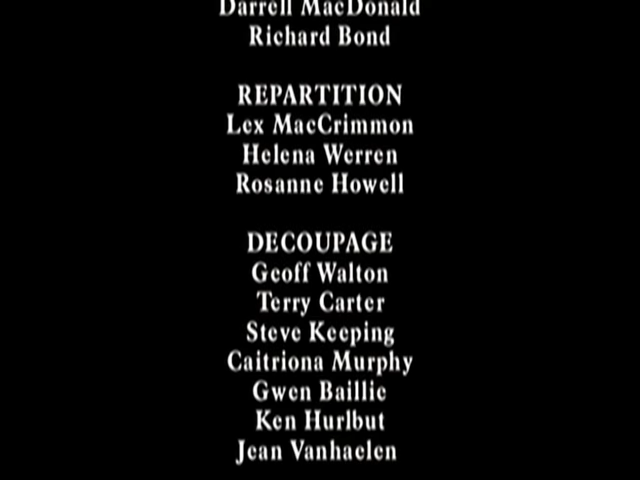 Darrell MacDonald
Richard Bond
REPARTITION
Lex MacCrimmon
Helena Werren
Rosanne Howell
DECOUPAGE
Geoff Walton
Terry Carter
Steve Keeping
Caitriona Murphy
Gwen Baillie
Ken Hurlbut
Jean Vanhaelen